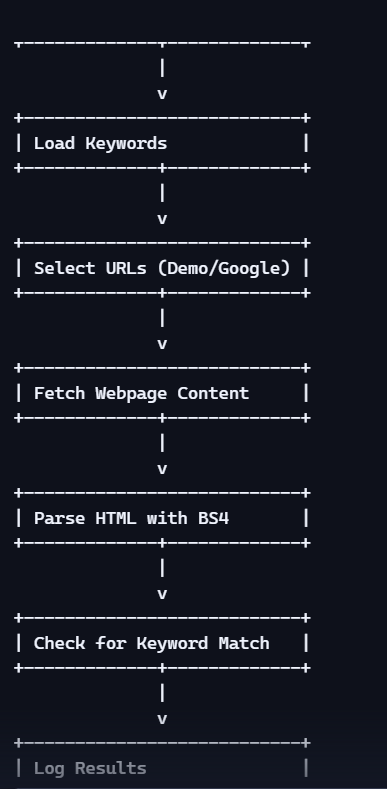 +--------------------------+
|
v
+--------------------------+
| Load Keywords            |
+-------------+------------+
|
v
+--------------------------+
| Select URLs (Demo/Google) |
+-------------+------------+
|
v
+--------------------------+
| Fetch Webpage Content    |
+-------------+------------+
|
v
+--------------------------+
| Parse HTML with BS4      |
+-------------+------------+
|
v
+--------------------------+
| Check for Keyword Match  |
+-------------+------------+
|
v
+--------------------------+
| Log Results              |